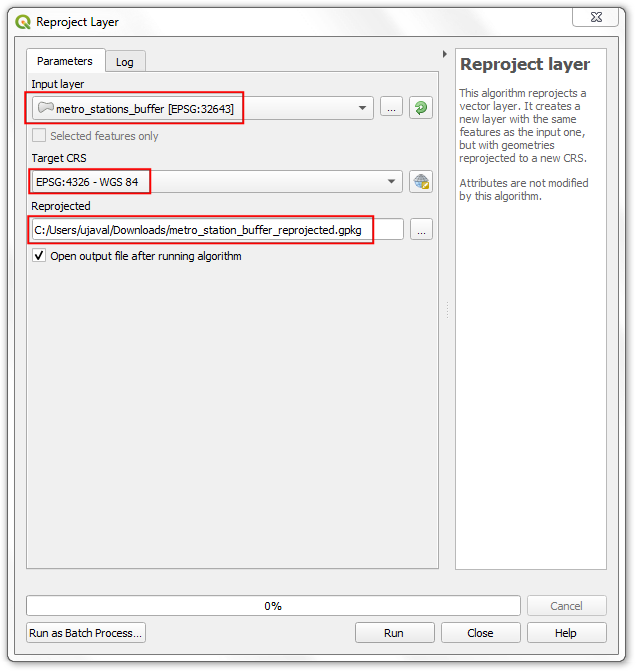 Reproject Layer
Parameters
Log
Input layer
metro_stations_buffer [EPSG:32643]
...
Selected features only
Target CRS
EPSG:4326 - WGS 84
Reprojected
C:/Users/ujaval/Downloads/metro_station_buffer_reprojected.gpkg
...
Open output file after running algorithm
Reproject layer
This algorithm reprojects a
vector layer. It creates a
new layer with the same
features as the input one,
but with geometries
reprojected to a new CRS.
Attributes are not modified
by this algorithm.
0%
Cancel
Run as Batch Process...
Run
Close
Help